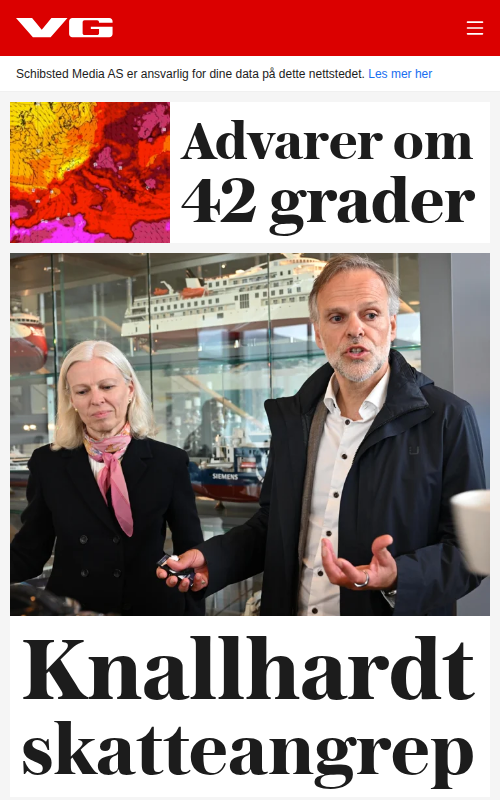 VG
Schibsted Media AS er ansvarlig for dine data på dette nettstedet. Les mer her
Advarer om
42 grader
SIEMENS
Knallhardt
skatteangrep